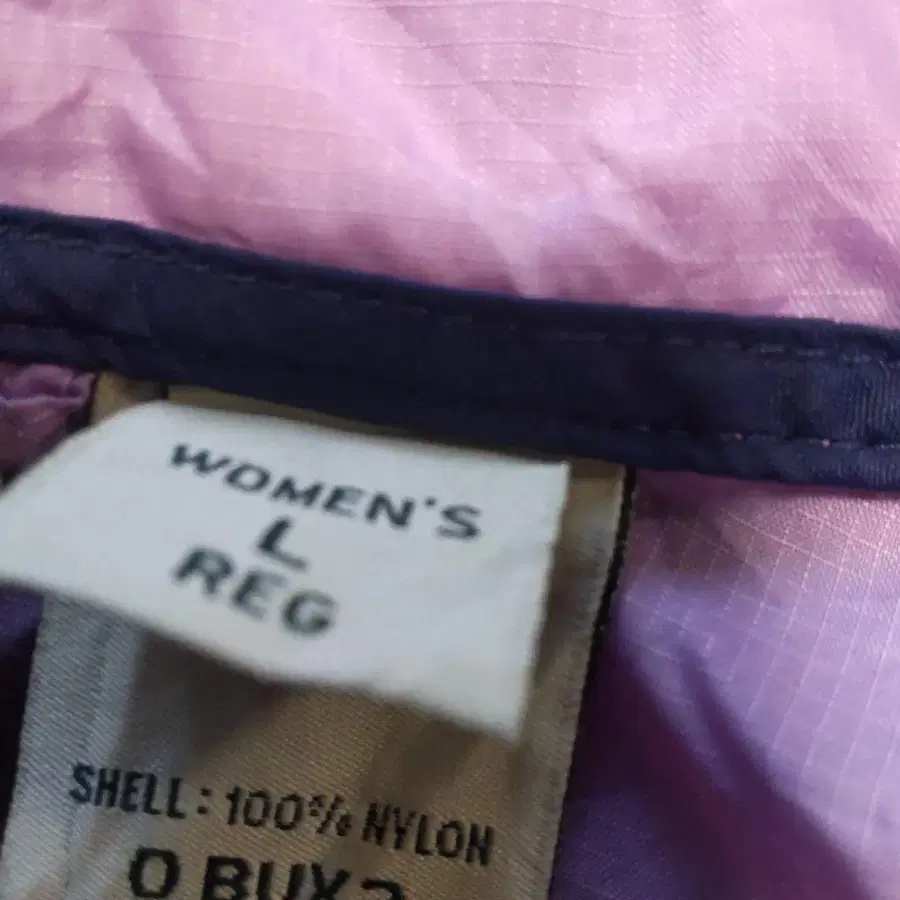 WOMEN'S
L
REG
SHELL: 100% NYLON